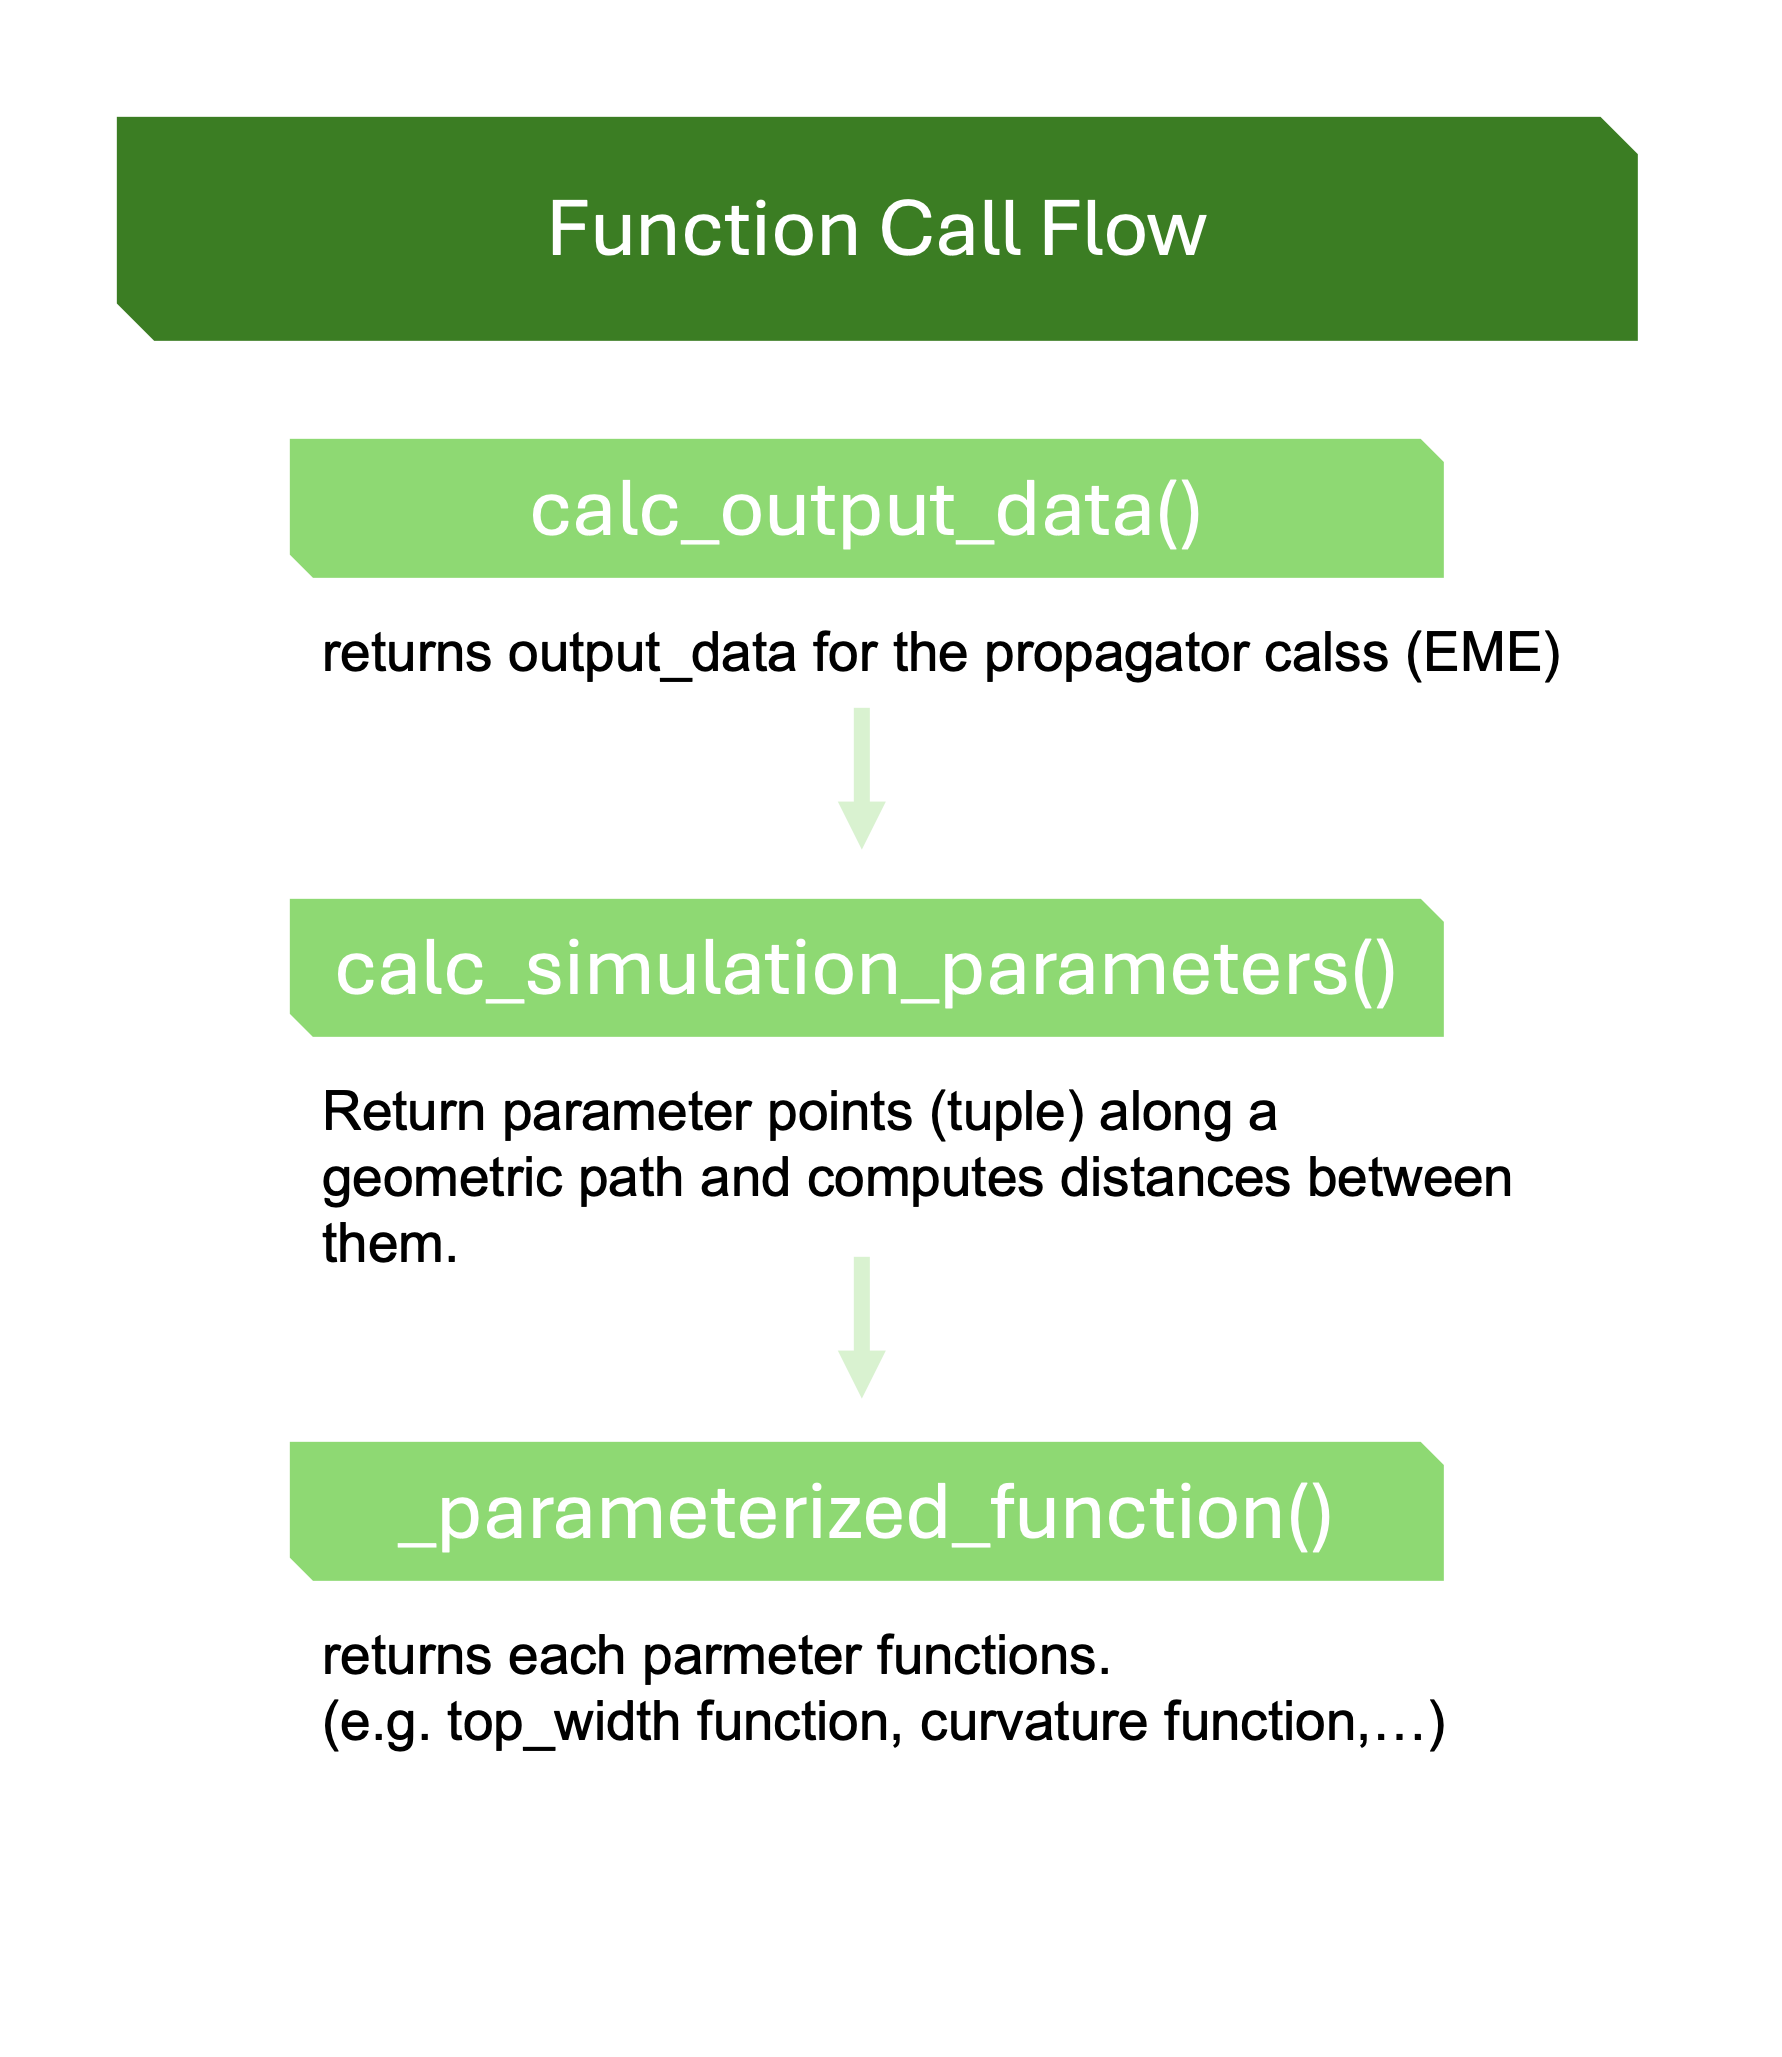 Function Call Flow
calc_output_data()
returns output_data for the propagator calss (EME)
calc_simulation_parameters()
Return parameter points (tuple) along a
geometric path and computes distances between
them.
_parameterized_function()
returns each parmeter functions.
(e.g. top_width function, curvature function,…)